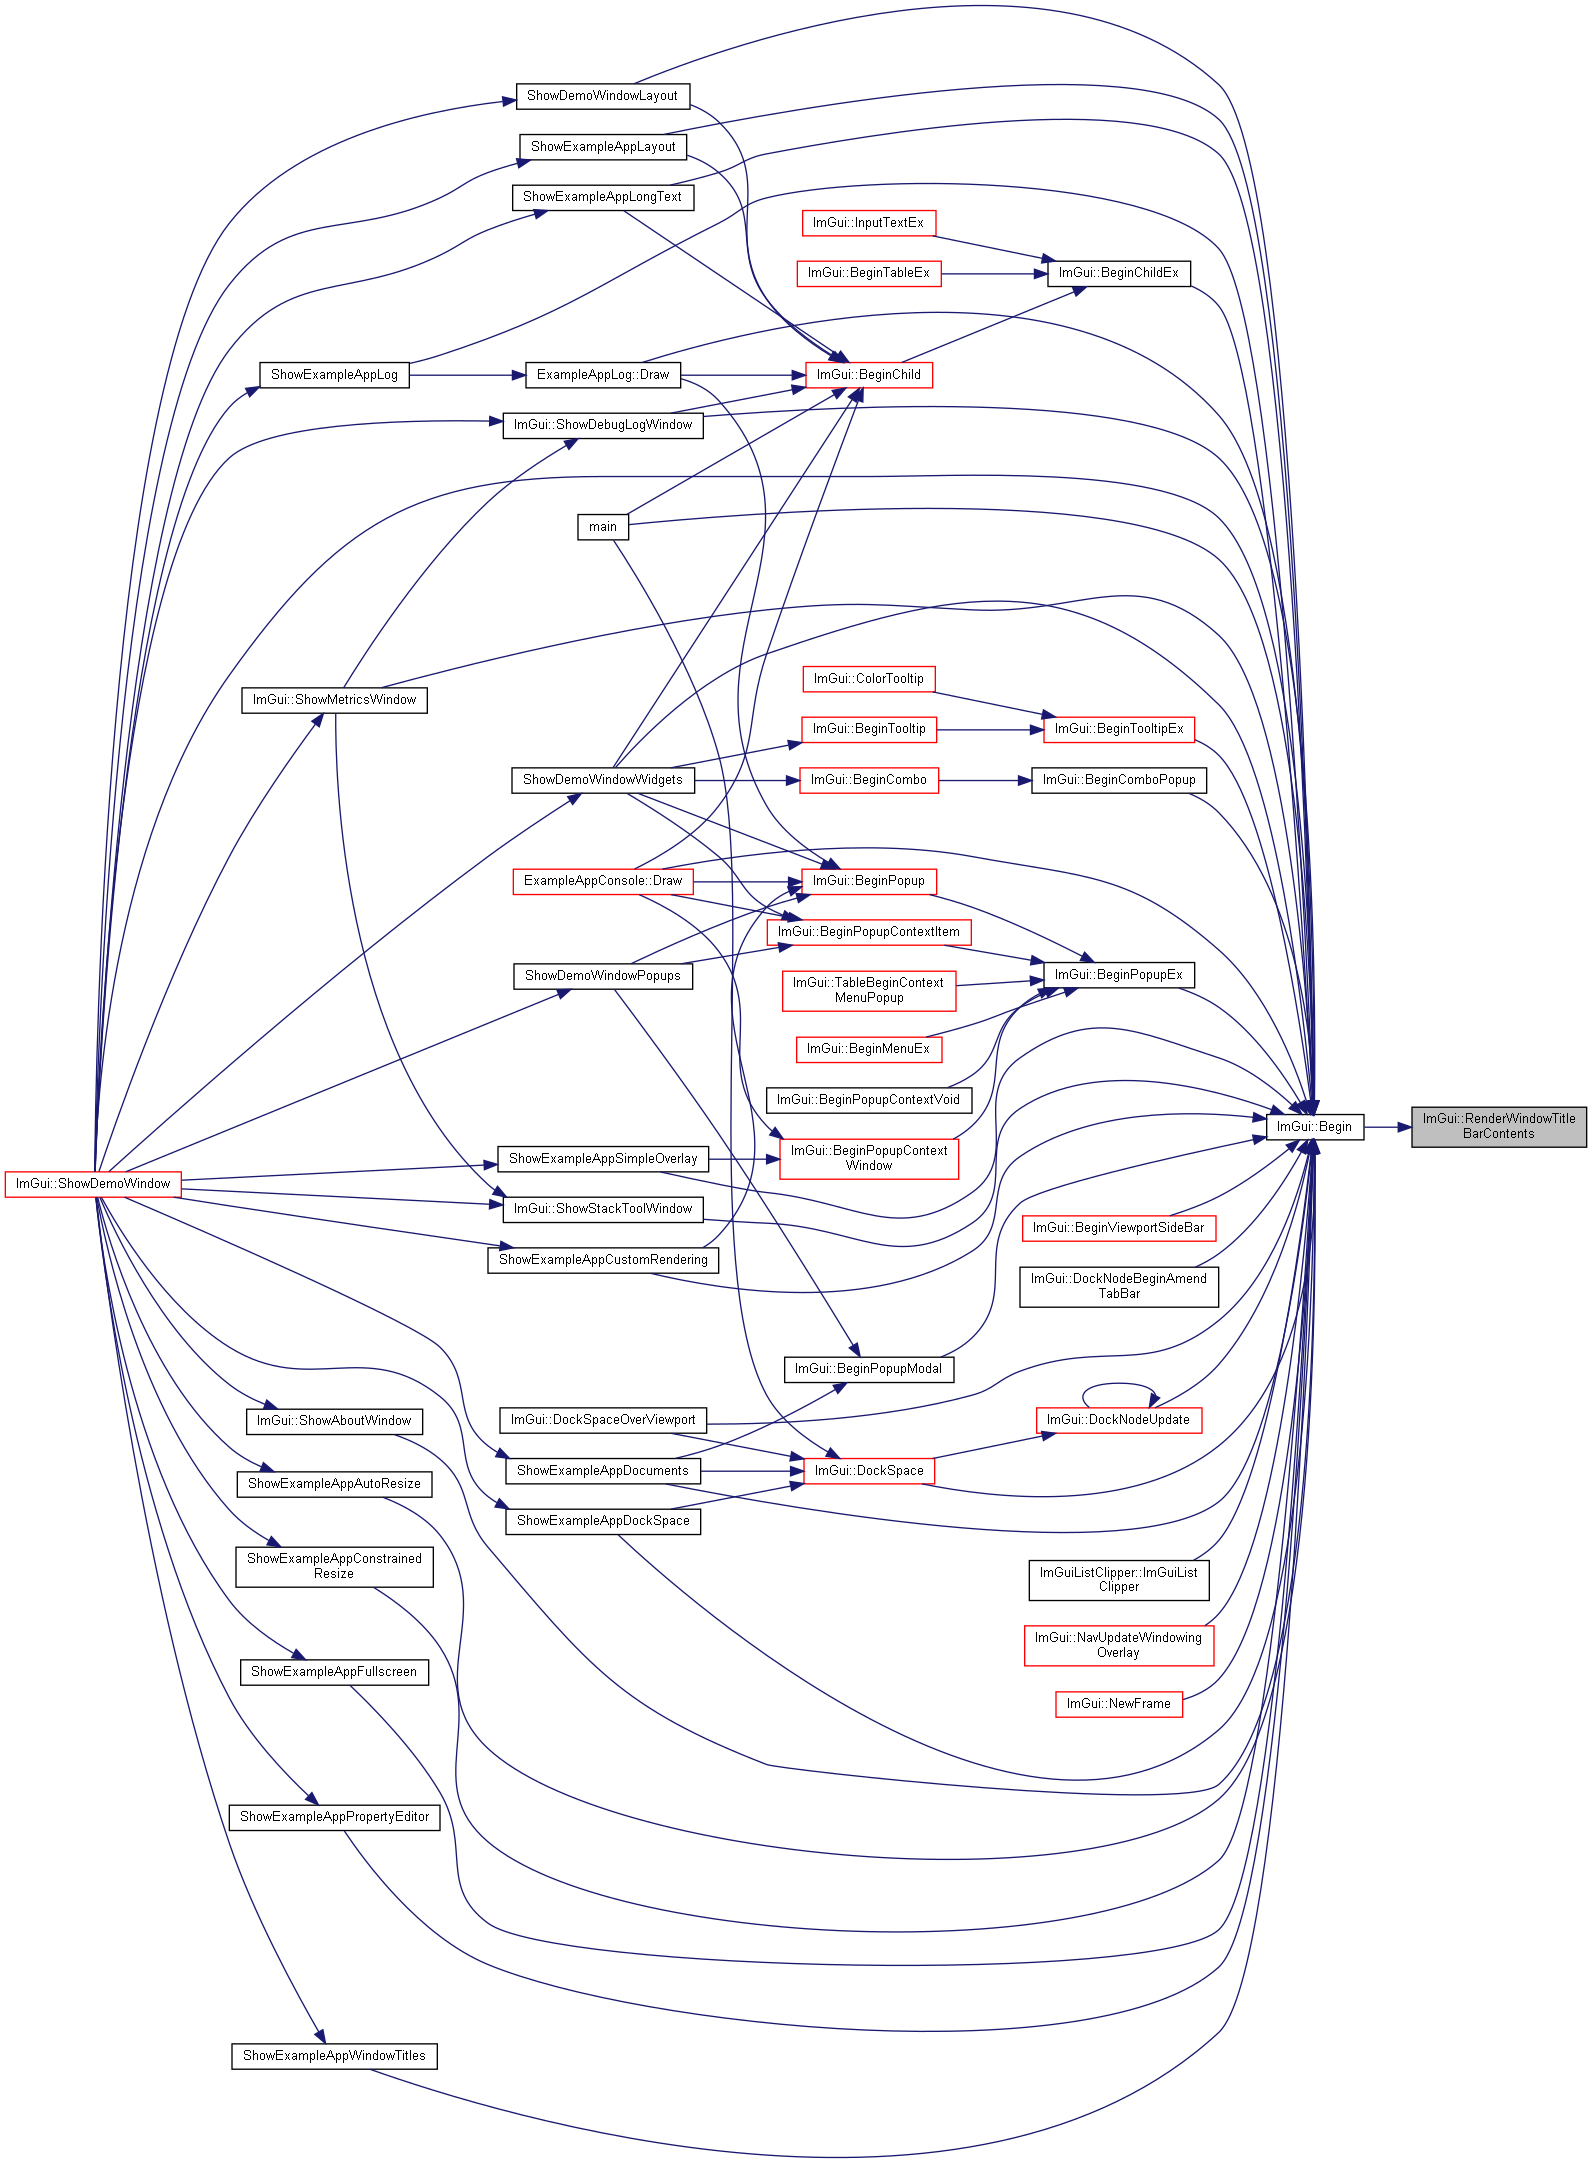 ShowDemoWindowLayout
ShowExampleAppLayout
ShowExampleAppLongText
ImGui::InputTextEx
ImGui::BeginTableEx
ImGui::BeginChildEx
ShowExampleAppLog
ExampleAppLog::Draw
ImGui::BeginChild
ImGui::ShowDebugLogWindow
main
ImGui::ShowMetricsWindow
ImGui::ColorTooltip
ImGui::BeginTooltip
ImGui::BeginTooltipEx
ShowDemoWindowWidgets
ImGui::BeginCombo
ImGui::BeginComboPopup
ExampleAppConsole::Draw
ImGui::BeginPopup
ImGui::BeginPopupContextItem
ShowDemoWindowPopups
ImGui::BeginPopupEx
ImGui::TableBeginContext
MenuPopup
ImGui::BeginMenuEx
ImGui::BeginPopupContextVoid
ImGui::Begin
ImGui::RenderWindowTitle
BarContents
ShowExampleAppSimpleOverlay
ImGui::BeginPopupContext
Window
ImGui::ShowDemoWindow
ImGui::ShowStackToolWindow
ImGui::BeginViewportSideBar
ShowExampleAppCustomRendering
ImGui::DockNodeBeginAmend
TabBar
ImGui::BeginPopupModal
ImGui::ShowAboutWindow
ImGui::DockSpaceOverViewport
ImGui::DockNodeUpdate
ShowExampleAppAutoResize
ShowExampleAppDocuments
ImGui::DockSpace
ShowExampleAppDockSpace
ShowExampleAppConstrained
Resize
ImGuiListClipper::ImGuiList
Clipper
ImGui::NavUpdateWindowing
Overlay
ShowExampleAppFullscreen
ImGui::NewFrame
ShowExampleAppPropertyEditor
ShowExampleAppWindowTitles